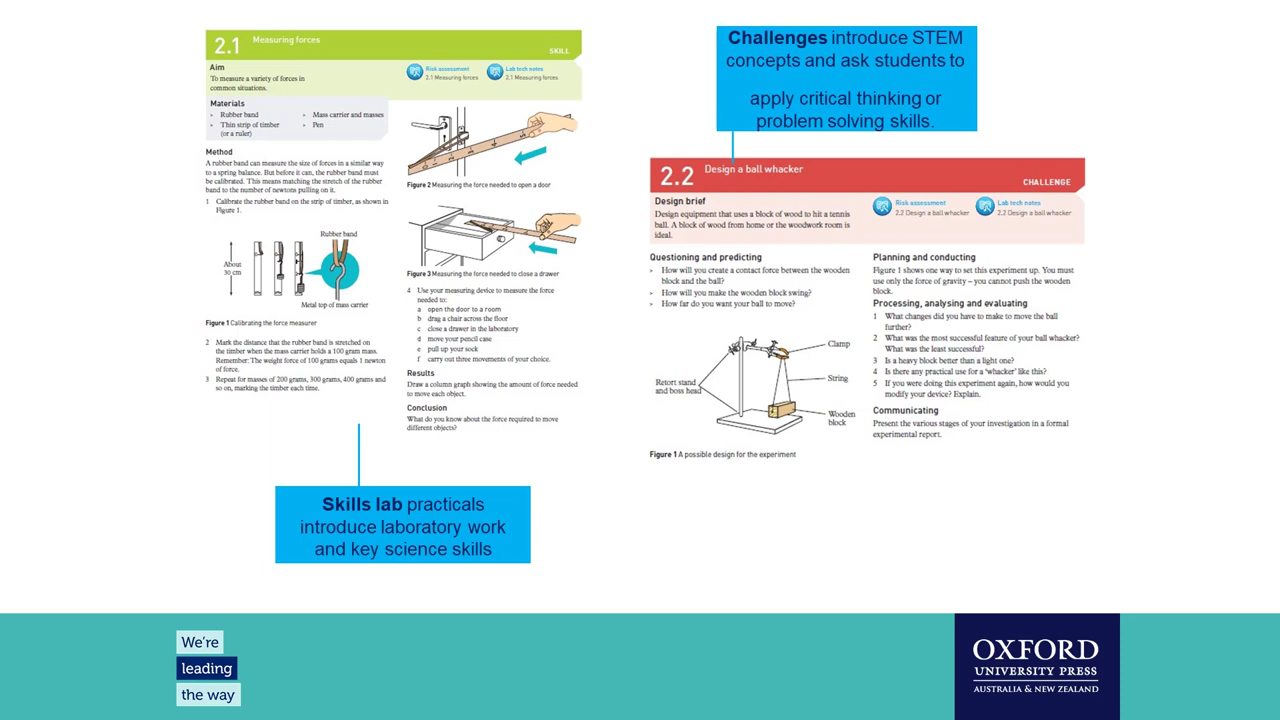 2.1
Measuring forces
SKILL
Aim
To measure a variety of forces in
common situations.
Risk assessment
2.1 Measuring forces
Lab tech notes
2.1 Measuring forces
Materials
Rubber band
Thin strip of timber
(or a ruler)
Mass carrier and masses
Pen
Method
A rubber band can measure the size of forces in a similar way
to a spring balance. But before it can, the rubber band must
be calibrated. This means matching the stretch of the rubber
band to the number of newtons pulling on it.
1 Calibrate the rubber band on the strip of timber, as shown in
Figure 1.
Rubber band
About
30 cm
Metal top of mass carrier
Figure 1 Calibrating the force measurer
2 Mark the distance that the rubber band is stretched on
the timber when the mass carrier holds a 100 gram mass.
Remember: The weight force of 100 grams equals 1 newton
of force.
3 Repeat for masses of 200 grams, 300 grams, 400 grams and
so on, marking the timber each time.
Figure 2 Measuring the force needed to open a door
Figure 3 Measuring the force needed to close a drawer
4 Use your measuring device to measure the force
needed to:
a open the door to a room
b drag a chair across the floor
c close a drawer in the laboratory
d move your pencil case
e pull up your sock
f carry out three movements of your choice.
Results
Draw a column graph showing the amount of force needed
to move each object.
Conclusion
What do you know about the force required to move
different objects?
Skills lab practicals
introduce laboratory work
and key science skills
Challenges introduce STEM
concepts and ask students to
apply critical thinking or
problem solving skills.
2.2
Design a ball whacker
CHALLENGE
Design brief
Design equipment that uses a block of wood to hit a tennis
ball. A block of wood from home or the woodwork room is
ideal.
Risk assessment
2.2 Design a ball whacker
Lab tech notes
2.2 Design a ball whacker
Questioning and predicting
How will you create a contact force between the wooden
block and the ball?
How will you make the wooden block swing?
How far do you want your ball to move?
Clamp
String
Retort stand
and boss head
Wooden
block
Figure 1 A possible design for the experiment
Planning and conducting
Figure 1 shows one way to set this experiment up. You must
use only the force of gravity – you cannot push the wooden
block.
Processing, analysing and evaluating
1 What changes did you have to make to move the ball
further?
2 What was the most successful feature of your ball whacker?
What was the least successful?
3 Is a heavy block better than a light one?
4 Is there any practical use for a 'whacker' like this?
5 If you were doing this experiment again, how would you
modify your device? Explain.
Communicating
Present the various stages of your investigation in a formal
experimental report.
We're
leading
the way
OXFORD
UNIVERSITY PRESS
AUSTRALIA & NEW ZEALAND